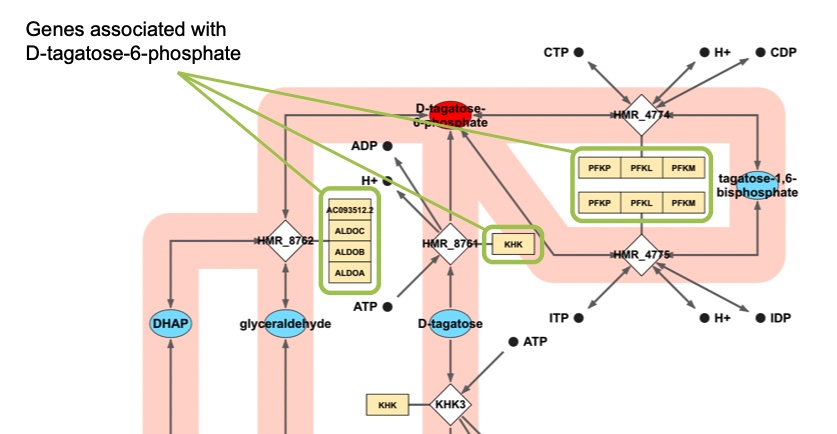 Genes associated with
D-tagatose-6-phosphate
CTP
H+
CDP
D-tagatose-
6-phosphate
HMR_4774
ADP
PFKP PFKL PFKM
H+
tagatose-1,6-
bisphosphate
AC093512.2
PFKP PFKL PFKM
ALDOC
HMR_8762
HMR_8761
KHK
ALDOB
HMR_4775
ALDOA
ATP
ITP
H+
IDP
DHAP
glyceraldehyde
D-tagatose
ATP
KHK
KHK3